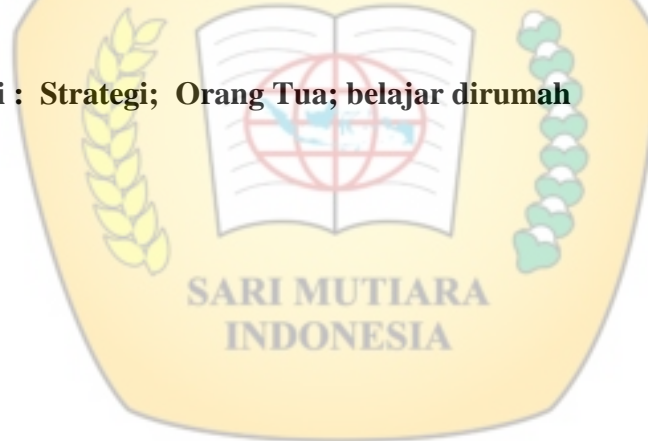 i : Strategi; Orang Tua; belajar dirumah
SARI MUTIARA
INDONESIA